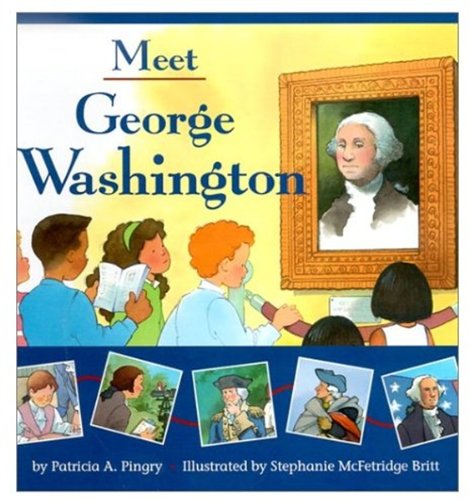 Meet
George
Washington
by Patricia A. Pingry · Illustrated by Stephanie McFetridge Britt